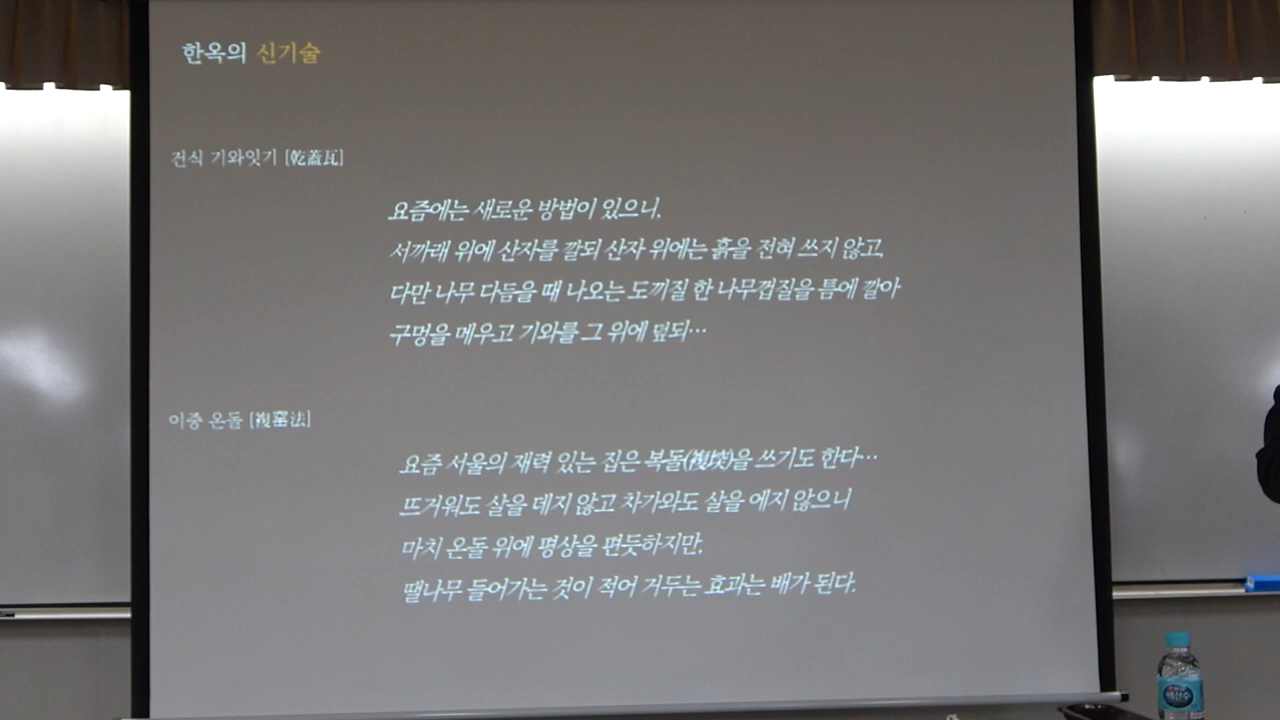 한옥의 신기술
건식 기와잇기 [乾蓋瓦]
요즘에는 새로운 방법이 있으니,
서까래 위에 산자를 깔되 산자 위에는 흙을 전혀 쓰지 않고,
다만 나무 다듬을 때 나오는 도끼질 한 나무껍질을 틈에 깔아
구멍을 메우고 기와를 그 위에 덮되…
이중 온돌
요즘 서울의 재력 있는 집은 복돌(複堗)을 쓰기도 한다…
뜨거워도 살을 데지 않고 차가와도 살을 에지 않으니
마치 온돌 위에 평상을 편듯하지만,
땔나무 들어가는 것이 적어 거두는 효과는 배가 된다.
백산수